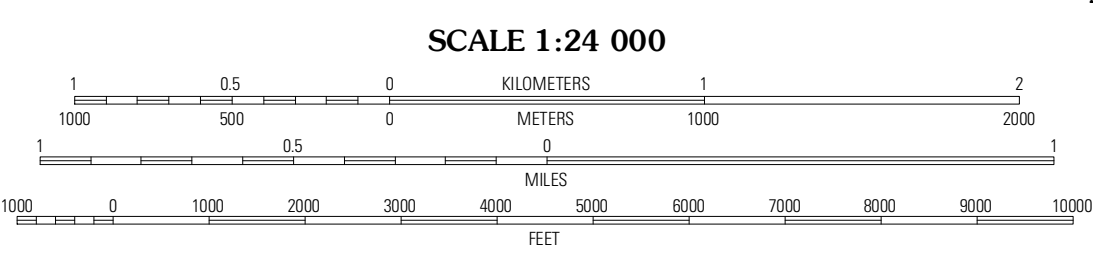 SCALE 1:24 000
1 0.5 0 KILOMETERS 1 2
1000 500 0 METERS 1000 2000
1 0.5 0 1
MILES
1000 0 1000 2000 3000 4000 5000 6000 7000 8000 9000 10000
FEET